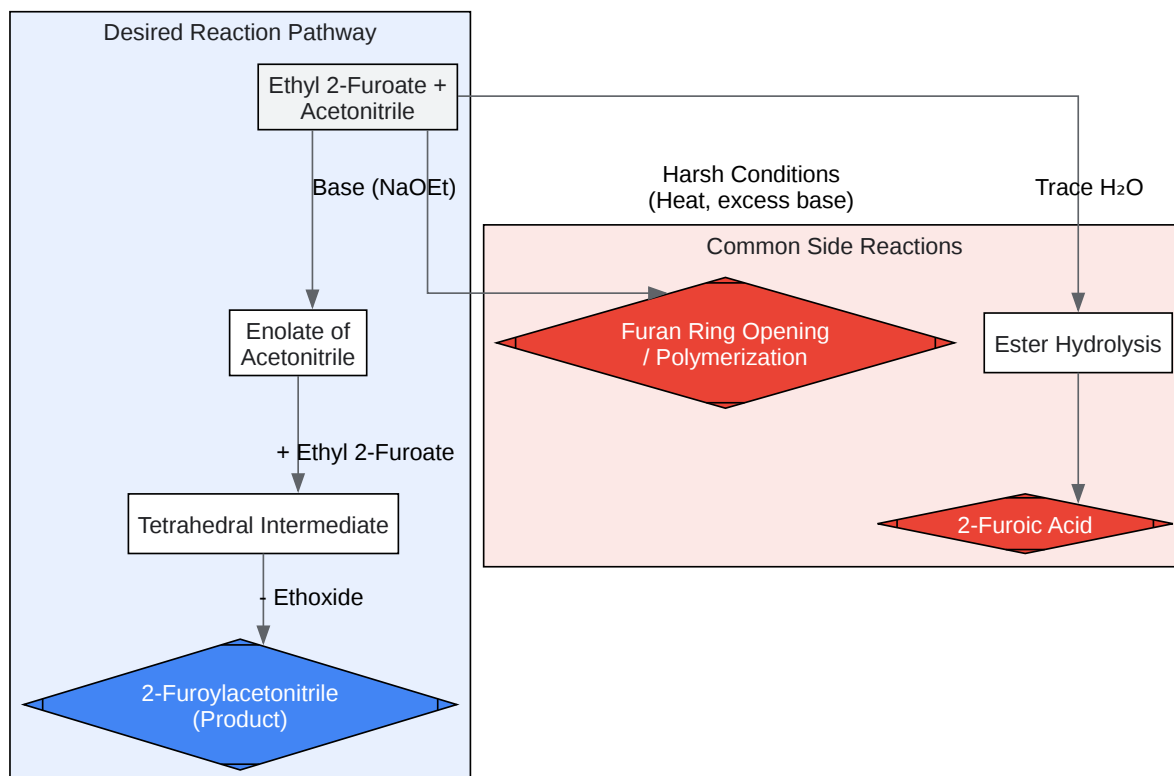 Desired Reaction Pathway
Ethyl 2-Furoate +
Acetonitrile
Base (NaOEt)
Harsh Conditions
(Heat, excess base)
Trace H₂O
Common Side Reactions
Enolate of
Acetonitrile
Furan Ring Opening
/ Polymerization
Ester Hydrolysis
+ Ethyl 2-Furoate
Tetrahedral Intermediate
2-Furoic Acid
- Ethoxide
2-Furoylacetonitrile
(Product)